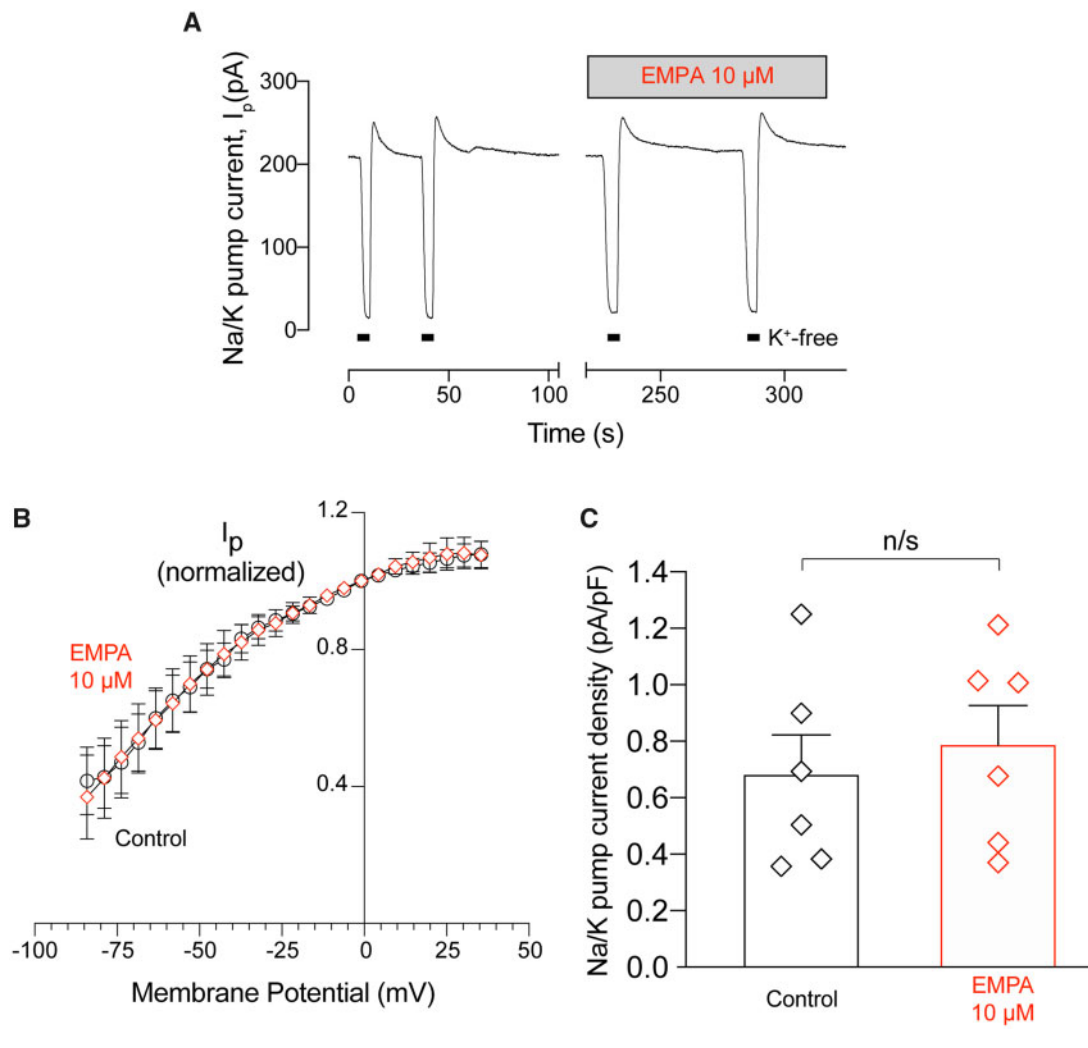 A
EMPA 10 µM
Na/K pump current, Ip(pA)
300
200
100
0
K+-free
0
50
100
250
300
Time (s)
B
Ip
(normalized)
1.2
0.8
0.4
EMPA
10 µM
Control
-100
-75
-50
-25
0
25
50
Membrane Potential (mV)
C
n/s
Na/K pump current density (pA/pF)
1.4
1.2
1.0
0.8
0.6
0.4
0.2
0.0
Control
EMPA
10 µM